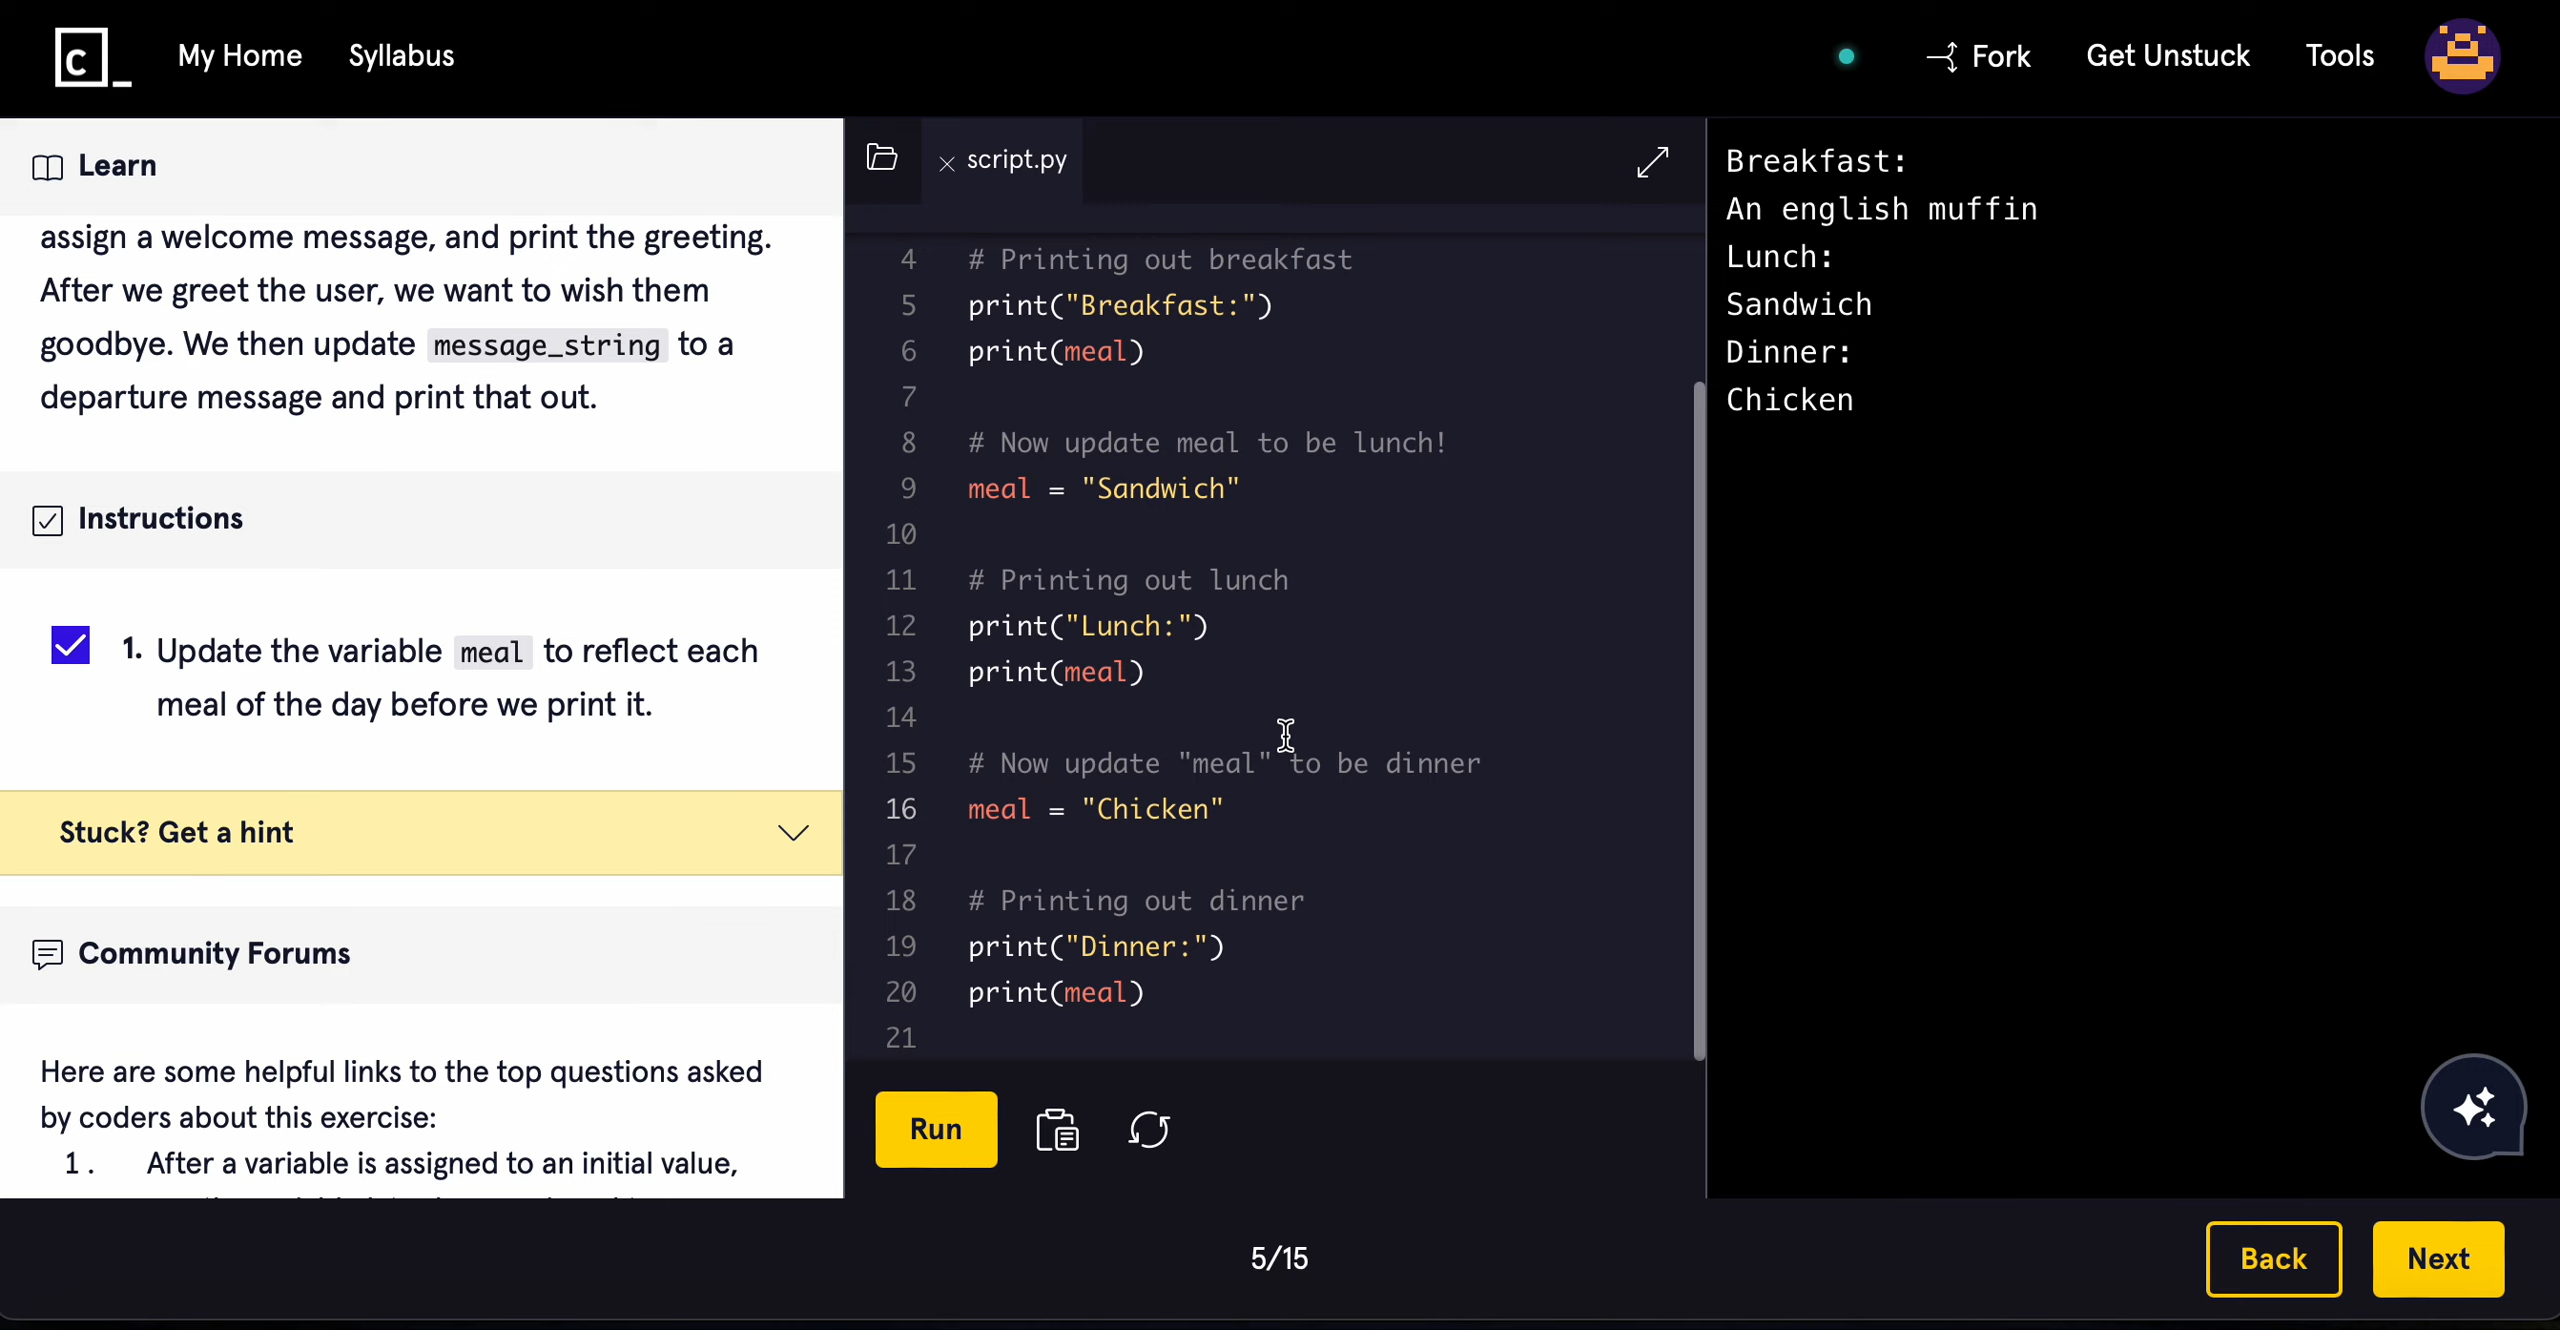 C_
My Home
Syllabus
Fork
Get Unstuck
Tools
Learn
assign a welcome message, and print the greeting.
After we greet the user, we want to wish them
goodbye. We then update message_string to a
departure message and print that out.
Instructions
1. Update the variable meal to reflect each
meal of the day before we print it.
Stuck? Get a hint
Community Forums
Here are some helpful links to the top questions asked
by coders about this exercise:
1. After a variable is assigned to an initial value,
script.py
4 # Printing out breakfast
5 print("Breakfast:")
6 print(meal)
7
8 # Now update meal to be lunch!
9 meal = "Sandwich"
10
11 # Printing out lunch
12 print("Lunch:")
13 print(meal)
14
15 # Now update "meal" to be dinner
16 meal = "Chicken"
17
18 # Printing out dinner
19 print("Dinner:")
20 print(meal)
21
Run
Breakfast:
An english muffin
Lunch:
Sandwich
Dinner:
Chicken
5/15
Back
Next